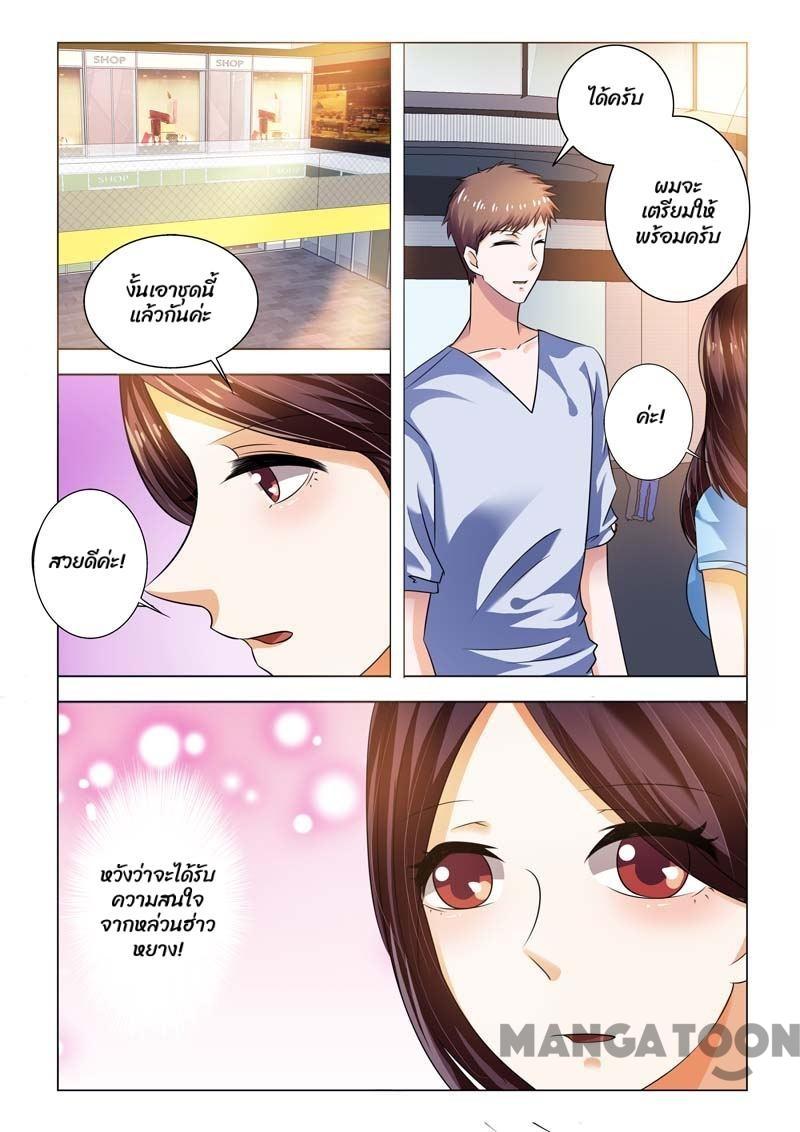 SHOP
SHOP
SHOP
งั้นเอาชุดนี้
แล้วกันค่ะ
ได้ครับ
ผมจะ
เตรียมให้
พร้อมครับ
ค่ะ!
สวยดีค่ะ!
หวังว่าจะได้รับ
ความสนใจ
จากหล่วนฮ่าว
หยาง!
MANGATOON